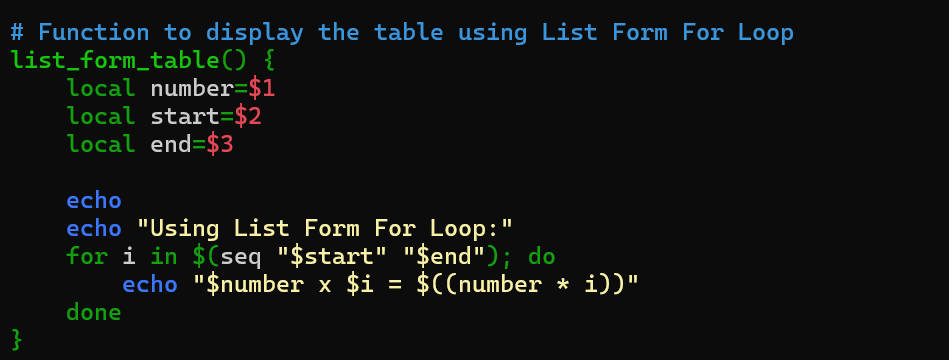 # Function to display the table using List Form For Loop
list_form_table() {
    local number=$1
    local start=$2
    local end=$3

    echo
    echo "Using List Form For Loop:"
    for i in $(seq "$start" "$end"); do
        echo "$number x $i = $((number * i))"
    done
}